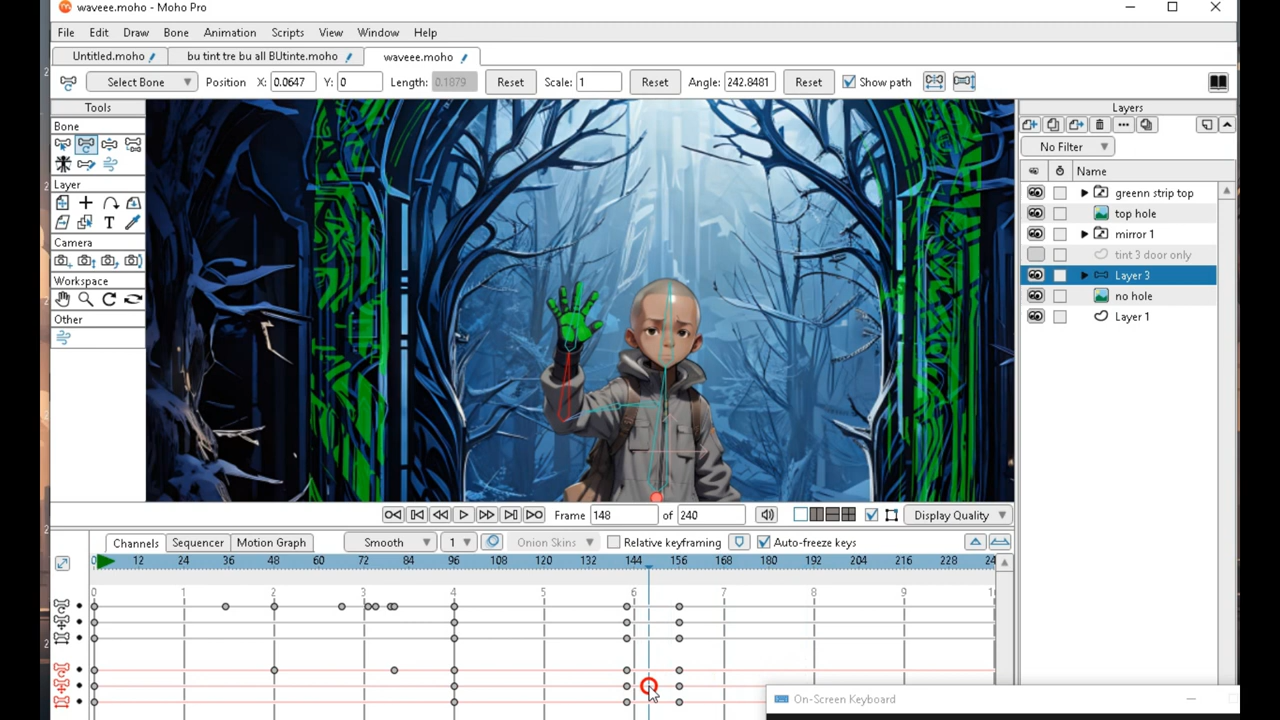 waveee.moho - Moho Pro
File Edit Draw Bone Animation Scripts View Window Help
Untitled.moho bu tint tre bu all BUtinte.moho waveee.moho
Select Bone Position X: 0.0647 Y: 0 Length: 0.1879 Reset Scale: 1 Reset Angle: 242.8481 Reset Show path
Tools
Bone
Layer
T
Camera
Workspace
Other
Layers
No Filter
Name
greenn strip top
top hole
mirror 1
tint 3 door only
Layer 3
no hole
Layer 1
Frame 148 of 240 Display Quality
Channels Sequencer Motion Graph Smooth 1 Onion Skins Relative keyframing Auto-freeze keys
0 12 24 36 48 60 72 84 96 108 120 132 144 156 168 180 192 204 216 228 24
0 1 2 3 4 5 6 7 8 9 1
On-Screen Keyboard